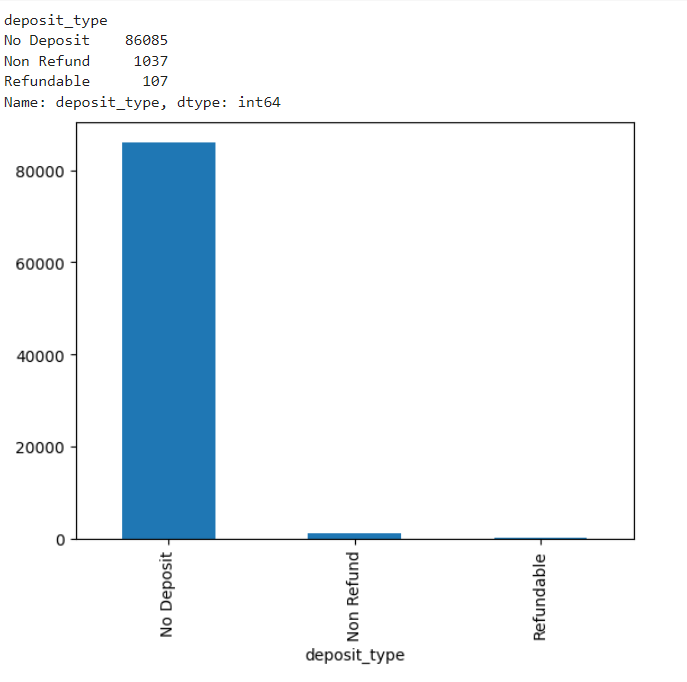 deposit_type
No Deposit    86085
Non Refund     1037
Refundable      107
Name: deposit_type, dtype: int64
80000
60000
40000
20000
0
No Deposit
Non Refund
Refundable
deposit_type